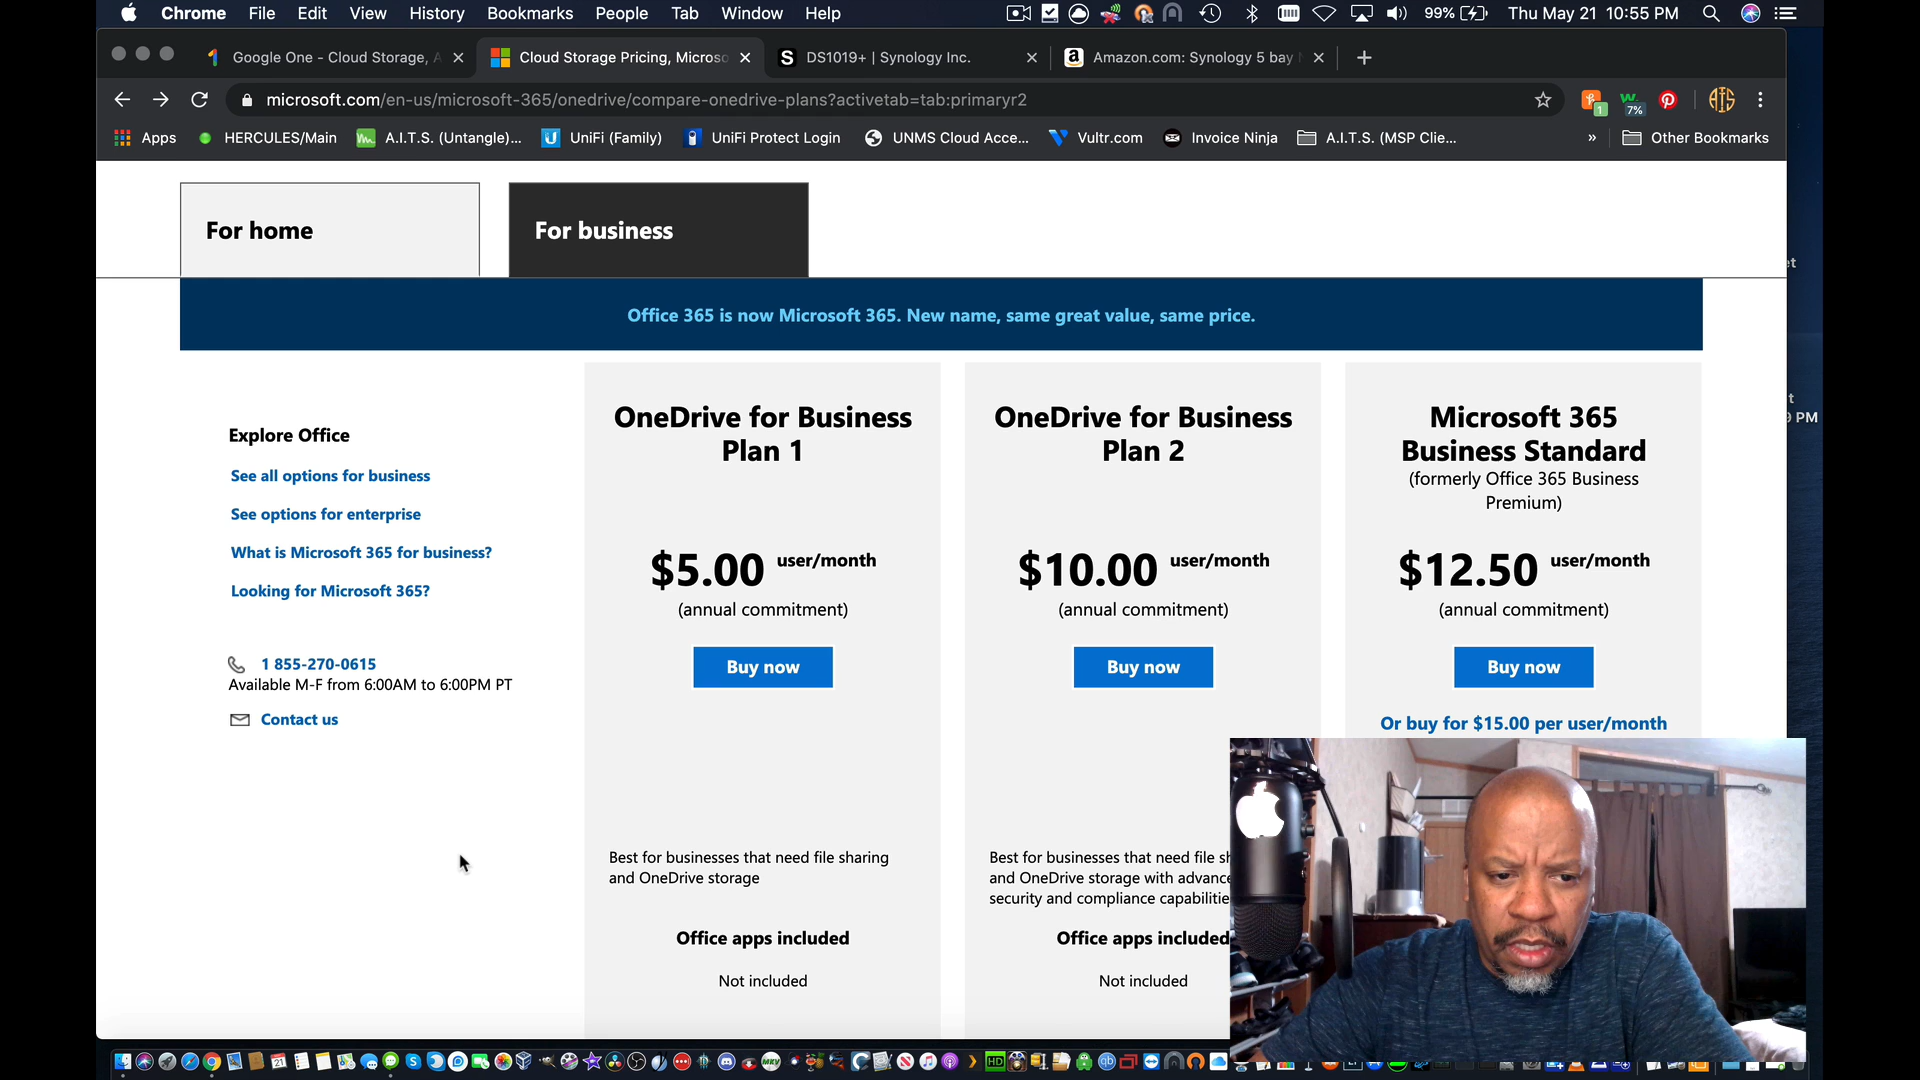 Chrome File Edit View History Bookmarks People Tab Window Help 99% Thu May 21 10:55 PM
Google One - Cloud Storage, A
Cloud Storage Pricing, Micros
DS1019+ | Synology Inc.
Amazon.com: Synology 5 bay
microsoft.com/en-us/microsoft-365/onedrive/compare-onedrive-plans?activetab=tab:primaryr2
1
7%
Apps HERCULES/Main A.I.T.S. (Untangle)... UniFi (Family) UniFi Protect Login UNMS Cloud Acce... Vultr.com Invoice Ninja A.I.T.S. (MSP Clie... » Other Bookmarks
For home
For business
Office 365 is now Microsoft 365. New name, same great value, same price.
Explore Office
See all options for business
See options for enterprise
What is Microsoft 365 for business?
Looking for Microsoft 365?
1 855-270-0615
Available M-F from 6:00AM to 6:00PM PT
Contact us
OneDrive for Business
Plan 1
$5.00 user/month
(annual commitment)
Buy now
Best for businesses that need file sharing
and OneDrive storage
Office apps included
Not included
OneDrive for Business
Plan 2
$10.00 user/month
(annual commitment)
Buy now
Best for businesses that need file sh
and OneDrive storage with advance
security and compliance capabilitie
Office apps included
Not included
Microsoft 365
Business Standard
(formerly Office 365 Business
Premium)
$12.50 user/month
(annual commitment)
Buy now
Or buy for $15.00 per user/month
et
t
9 PM